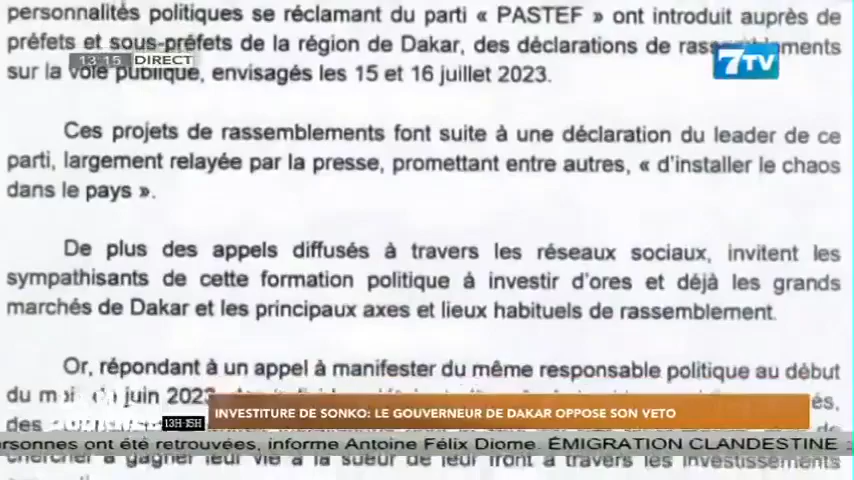 personnalités politiques se réclamant du parti « PASTEF » ont introduit auprès de
préfets et sous-préfets de la région de Dakar, des déclarations de rassemblements
7TV
13 15 DIRECT
sur la voie publique, envisagés les 15 et 16 juillet 2023.
Ces projets de rassemblements font suite à une déclaration du leader de ce
parti, largement relayée par la presse, promettant entre autres, « d'installer le chaos
dans le pays ».
De plus des appels diffusés à travers les réseaux sociaux, invitent les
sympathisants de cette formation politique à investir d'ores et déjà les grands
marchés de Dakar et les principaux axes et lieux habituels de rassemblement.
Or, répondant à un appel à manifester du même responsable politique au début
du mois de juin 2023
INVESTITURE DE SONKO: LE GOUVERNEUR DE DAKAR OPPOSE SON VETO
des
13H-15H
ersonnes ont été retrouvées, informe Antoine Félix Diome. ÉMIGRATION CLANDESTINE :
chercher à gagner leur vie à la sueur de leur front à travers les investissements